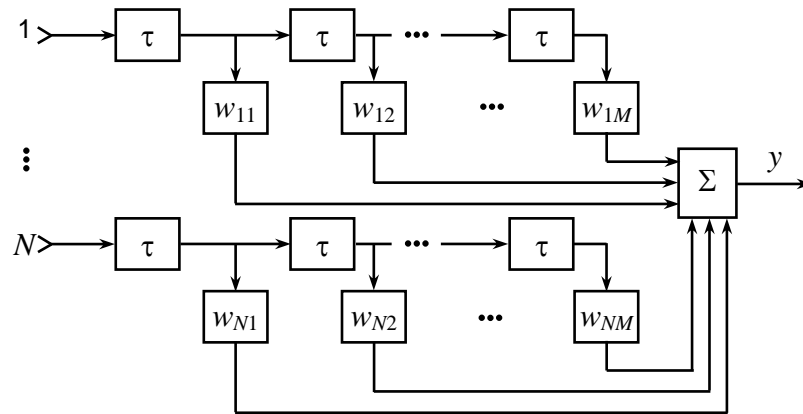 1 τ τ ••• τ
w11 w12 ••• w1M
Σ y
N τ τ ••• τ
wN1 wN2 ••• wNM